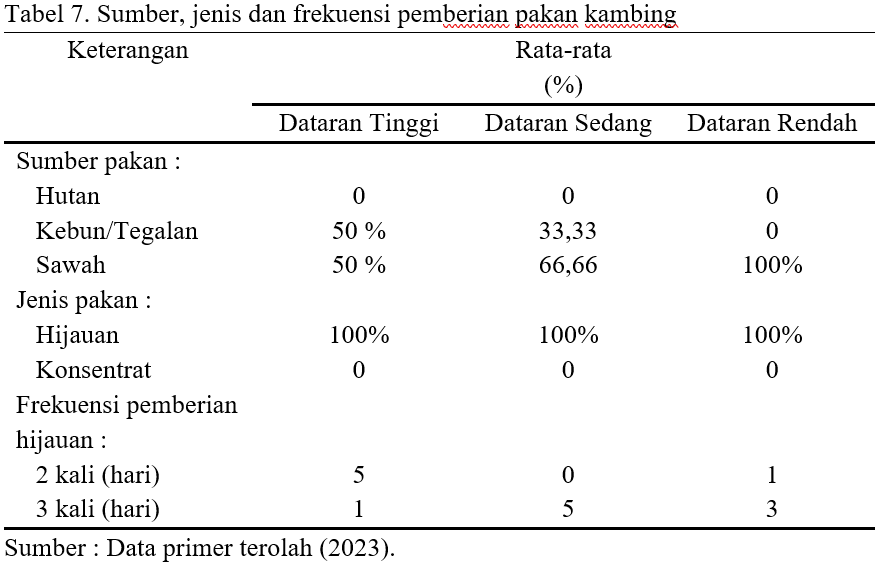 Tabel 7. Sumber, jenis dan frekuensi pemberian pakan kambing
Keterangan Rata-rata
(%)
Dataran Tinggi Dataran Sedang Dataran Rendah
Sumber pakan :
Hutan 0 0 0
Kebun/Tegalan 50 % 33,33 0
Sawah 50 % 66,66 100%
Jenis pakan :
Hijauan 100% 100% 100%
Konsentrat 0 0 0
Frekuensi pemberian
hijauan :
2 kali (hari) 5 0 1
3 kali (hari) 1 5 3
Sumber : Data primer terolah (2023).